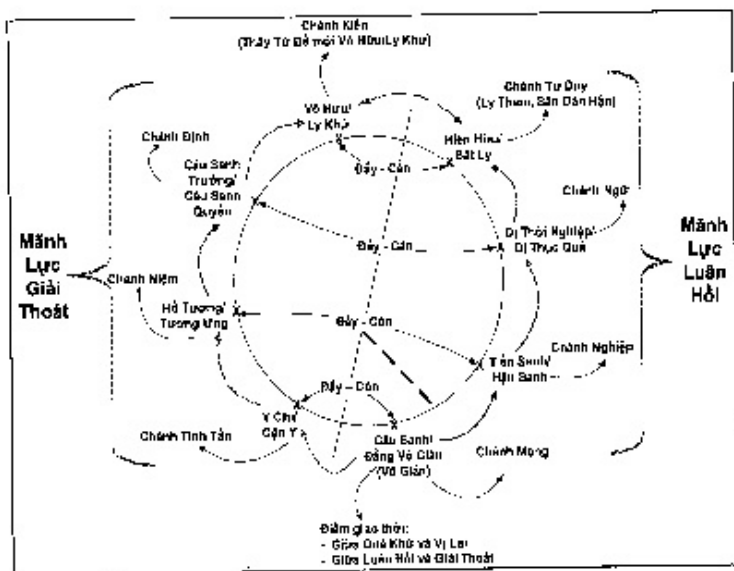 Chánh Kiến
(Thấy Tứ Đế mới Vô Hữu/Ly Khứ)
Chánh Tư Duy
(Ly Tham, Sân Dán Hận)
Vô Hưu/
Ly Khứ
Hiện Hữu/
Bất Ly
Chánh Định
Câu Sanh
Trưởng/
Câu Sanh
Quyền
Đẩy - Cản
Chánh Ngữ
Dị Thời Nghiệp/
Dị Thục Quả
Mãnh
Lực
Giải
Thoát
Đẩy - Cản
Mãnh
Lực
Luân
Hồi
Chánh Niệm
Hỗ Tương/
Tương Ưng
Đẩy - Cản
Tiền Sanh/
Hậu Sanh
Chánh Nghiệp
Đẩy - Cản
Y Chỉ/
Cận Y
Câu Sanh/
Đẳng Vô Gián
(Vô Gián)
Chánh Tinh Tấn
Chánh Mạng
Điểm giao thời:
- Giữa Quá Khứ và Vị Lai
- Giữa Luân Hồi và Giải Thoát